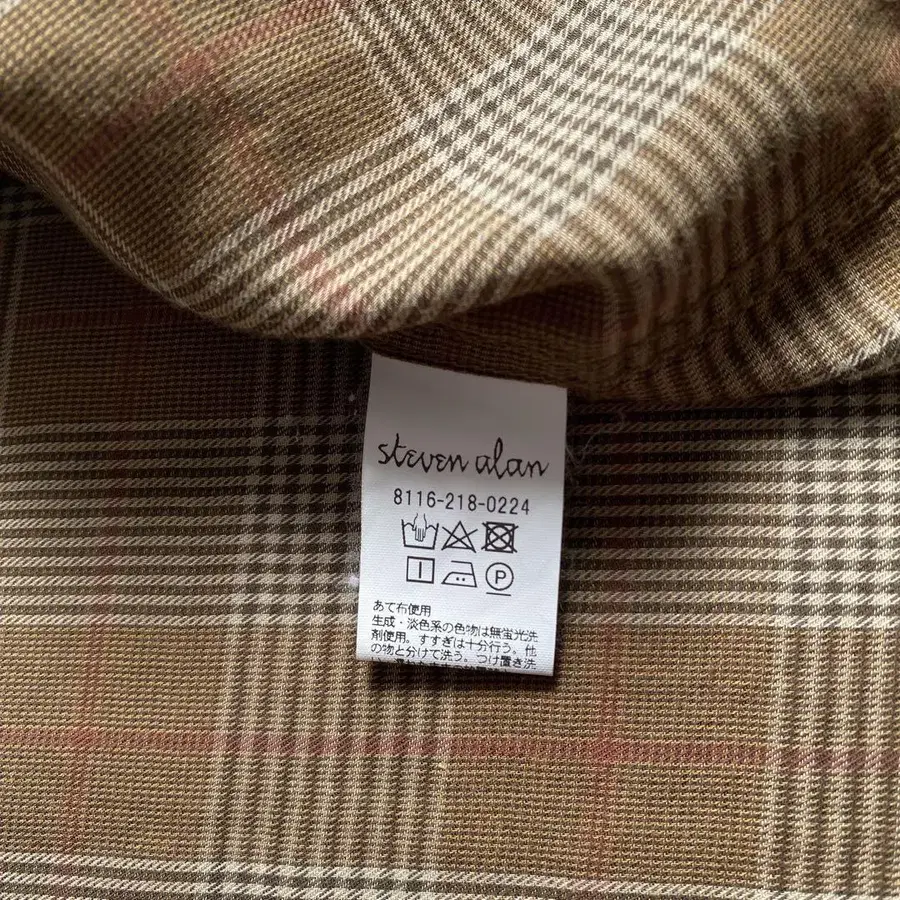 steven alan
8116-218-0224
P
あて布使用
生成・淡色系の色物は無蛍光洗
剤使用。すすぎは十分行う。他
の物と分けて洗う。つけ置き洗